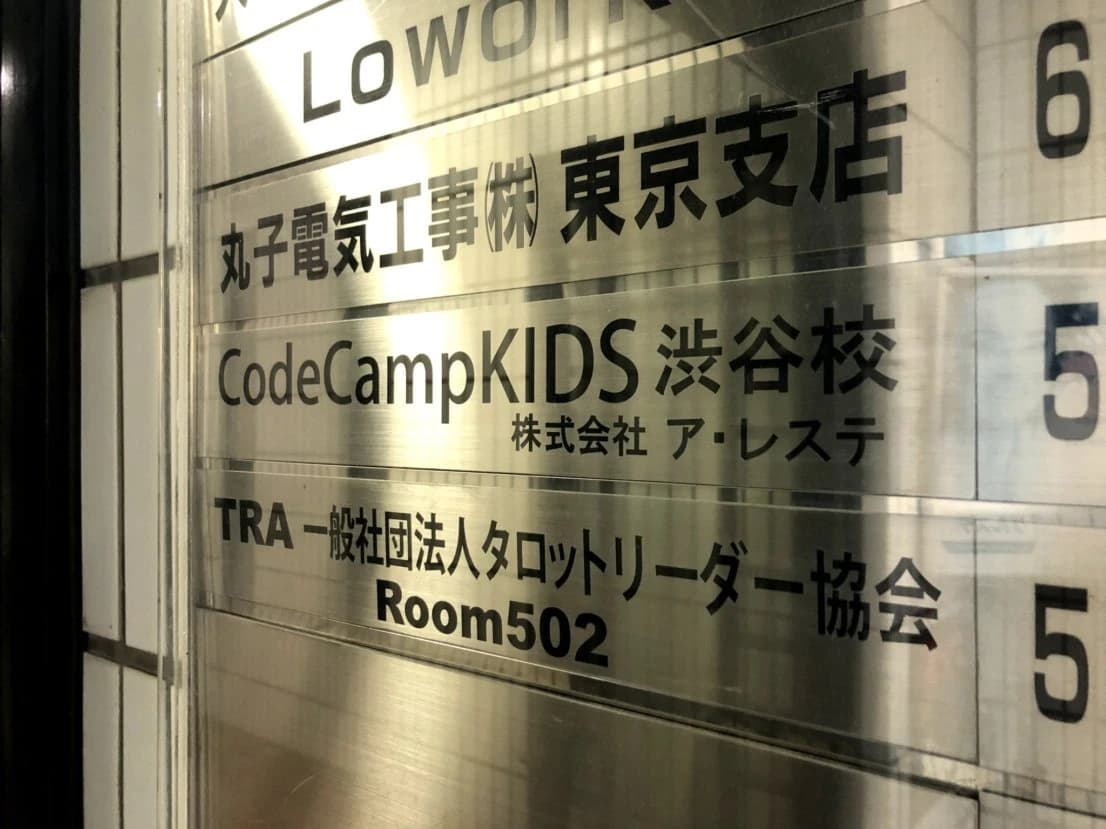 Lowork
丸子電気工事㈱ 東京支店 6
CodeCampKIDS 渋谷校 5
株式会社 ア・レステ
TRA 一般社団法人タロットリーダー協会 5
Room502